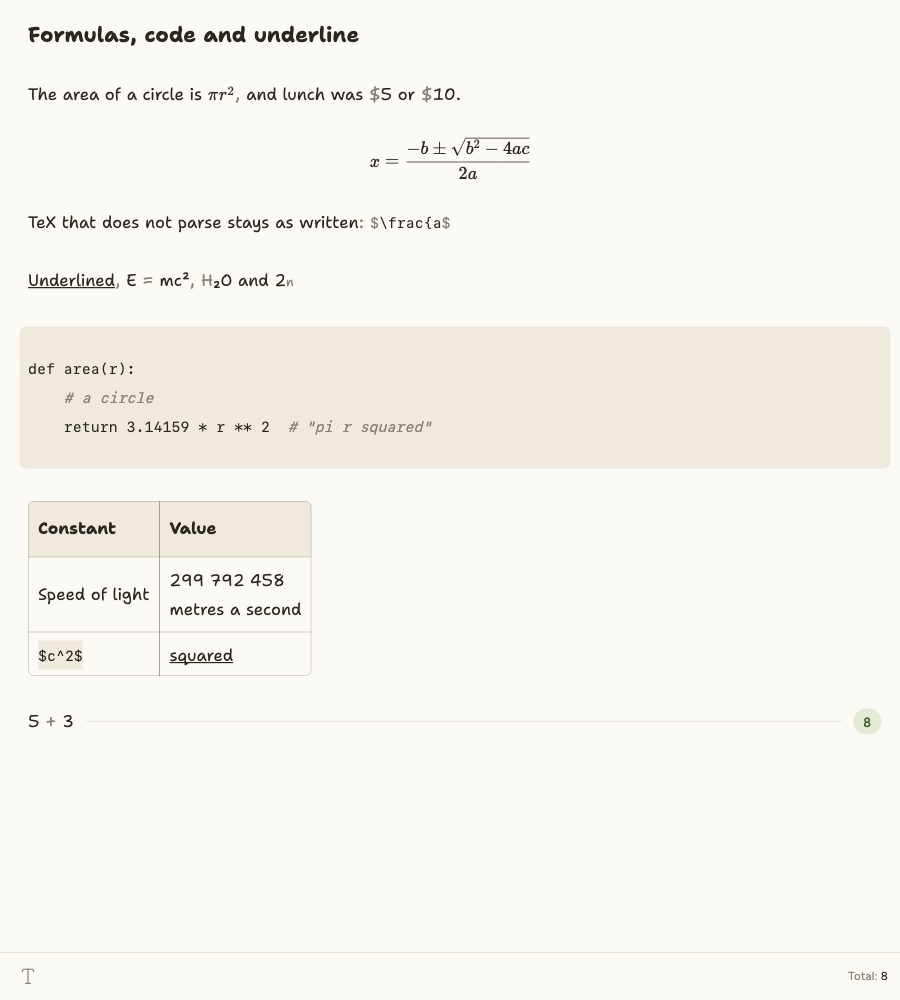 Formulas, code and underline
The area of a circle is πr², and lunch was $5 or $10.
x = (−b ± √(b² − 4ac)) / 2a
TeX that does not parse stays as written: $\frac{a$
Underlined, E = mc², H₂O and 2ₙ
def area(r):
    # a circle
    return 3.14159 * r ** 2  # "pi r squared"
Constant Value
Speed of light 299 792 458
metres a second
$c^2$ squared
5 + 3 8
T Total: 8